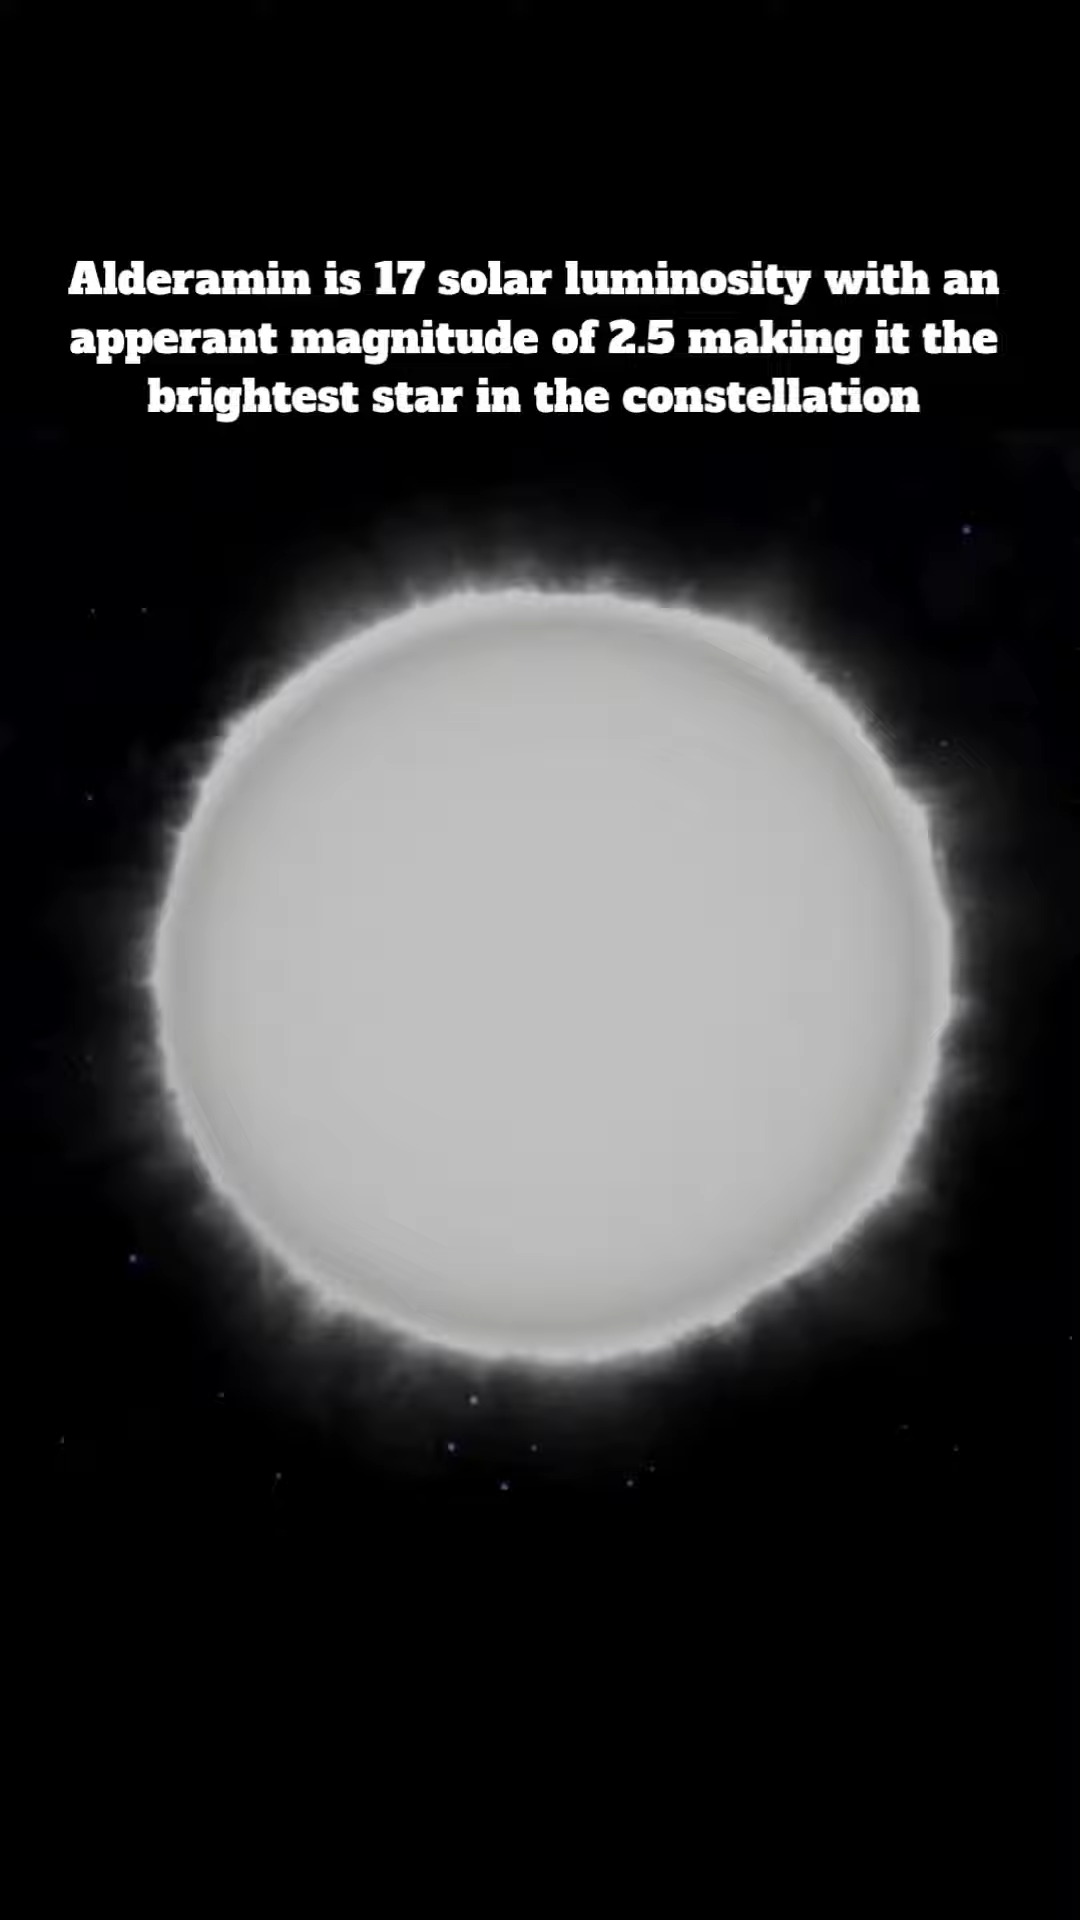 Alderamin is 17 solar luminosity with an
apperant magnitude of 2.5 making it the
brightest star in the constellation